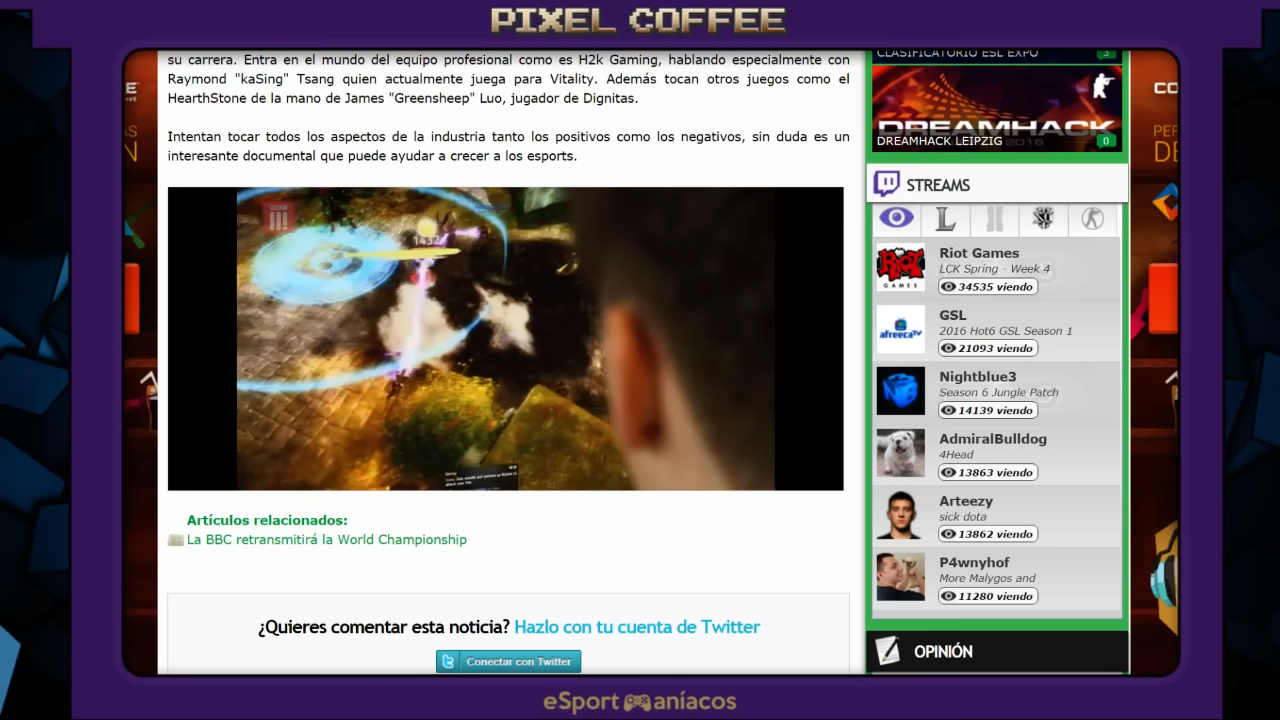 PIXEL COFFEE
su carrera. Entra en el mundo del equipo profesional como es H2k Gaming, hablando especialmente con
Raymond "kaSing" Tsang quien actualmente juega para Vitality. Además tocan otros juegos como el
HearthStone de la mano de James "Greensheep" Luo, jugador de Dignitas.
Intentan tocar todos los aspectos de la industria tanto los positivos como los negativos, sin duda es un
interesante documental que puede ayudar a crecer a los esports.
Artículos relacionados:
La BBC retransmitirá la World Championship
¿Quieres comentar esta noticia? Hazlo con tu cuenta de Twitter
Conectar con Twitter
CLASIFICATORIO ESL EXPO 3
DREAMHACK
DREAMHACK LEIPZIG 0
STREAMS
RIOT GAMES
Riot Games
LCK Spring - Week 4
34535 viendo
afreecaTV
GSL
2016 Hot6 GSL Season 1
21093 viendo
Nightblue3
Season 6 Jungle Patch
14139 viendo
AdmiralBulldog
4Head
13863 viendo
Arteezy
sick dota
13862 viendo
P4wnyhof
More Malygos and
11280 viendo
OPINIÓN
eSportmaníacos